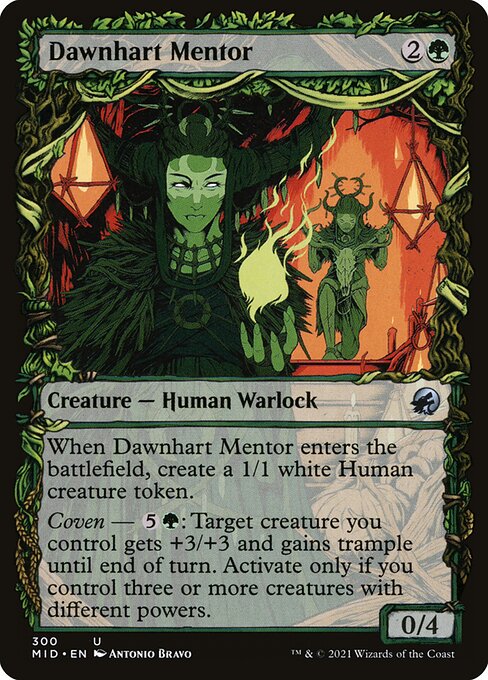 Dawnhart Mentor 2
Creature — Human Warlock
When Dawnhart Mentor enters the
battlefield, create a 1/1 white Human
creature token.
Coven — 5 : Target creature you
control gets +3/+3 and gains trample
until end of turn. Activate only if you
control three or more creatures with
different powers.
0/4
300 U
MID • EN Antonio Bravo
™ & © 2021 Wizards of the Coast